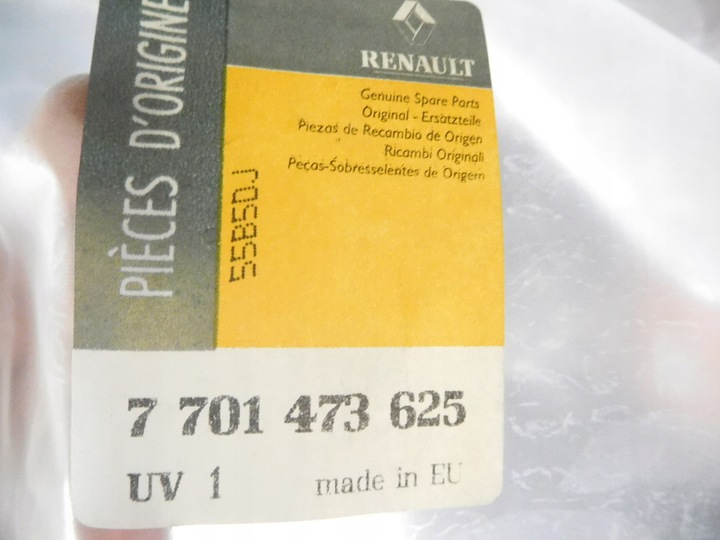 PIÈCES D'ORIGINE
RENAULT
Genuine Spare Parts
Original - Ersatzteile
Piezas de Recambio de Origen
Ricambi Originali
Peças-Sobresselentes de Origem
55B5DJ
7 701 473 625
UV 1 made in EU